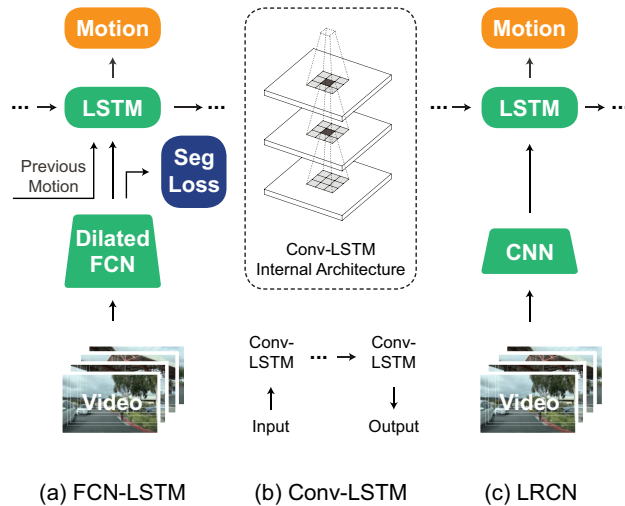 Motion
... LSTM ...
Previous
Motion
Seg
Loss
Dilated
FCN
Video
(a) FCN-LSTM
Conv-LSTM
Internal Architecture
Conv-
LSTM
...
Conv-
LSTM
Input
Output
(b) Conv-LSTM
Motion
... LSTM ...
CNN
Video
(c) LRCN